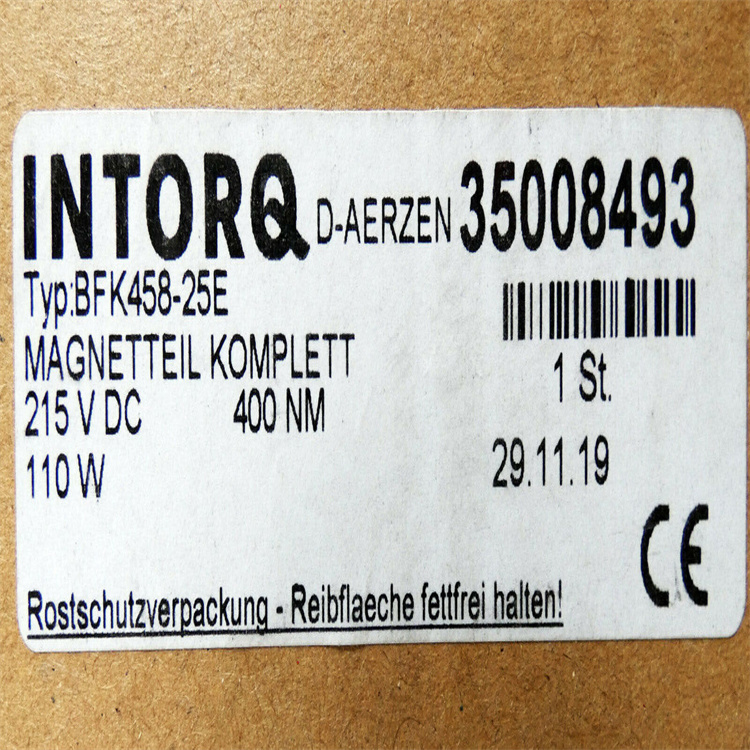 INTORQ D-AERZEN 35008493
Typ:BFK458-25E
MAGNETTEIL KOMPLETT
1 St.
215 V DC 400 NM
29.11.19
110 W
CE
Rostschutzverpackung - Reibflaeche fettfrei halten!